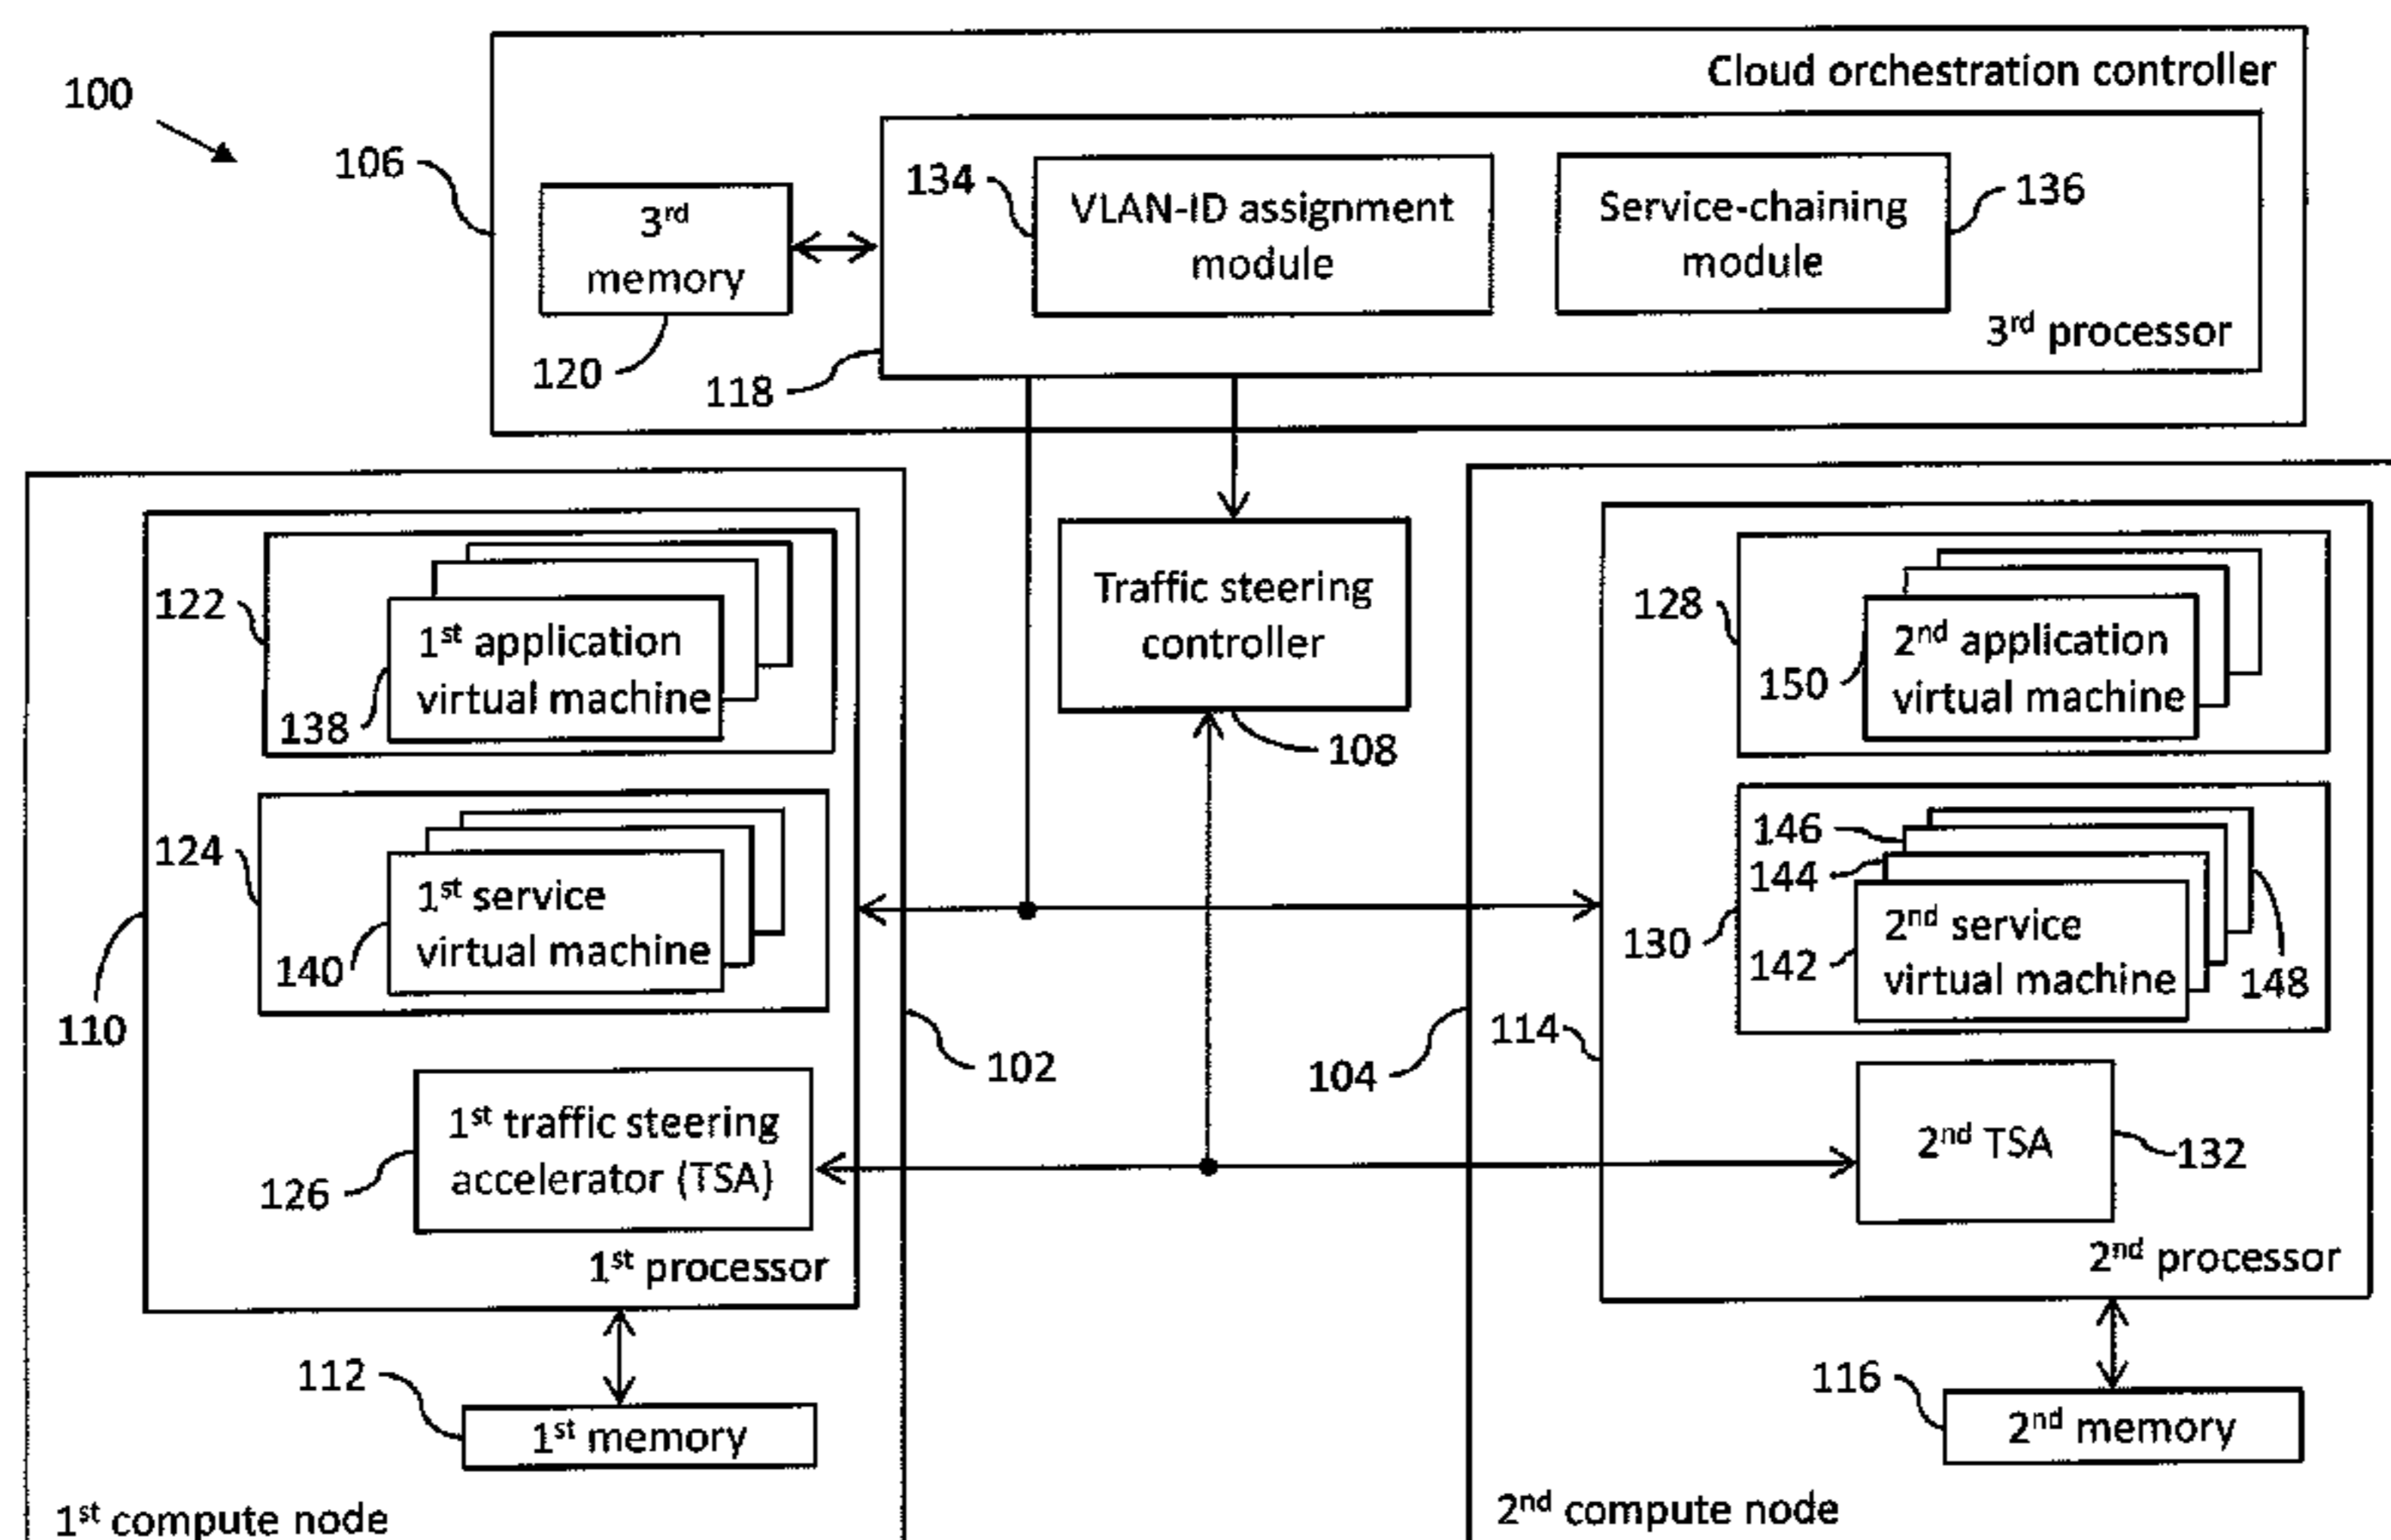 Cloud orchestration controller
100
106
134
VLAN-ID assignment
module
Service-chaining
module
136
3rd
memory
3rd processor
120
118
122
1st application
virtual machine
138
Traffic steering
controller
108
128
2nd application
virtual machine
150
124
1st service
virtual machine
140
146
144
130
142
2nd service
virtual machine
148
110
102
104
114
1st traffic steering
accelerator (TSA)
126
2nd TSA
132
1st processor
2nd processor
112
1st memory
116
2nd memory
1st compute node
2nd compute node